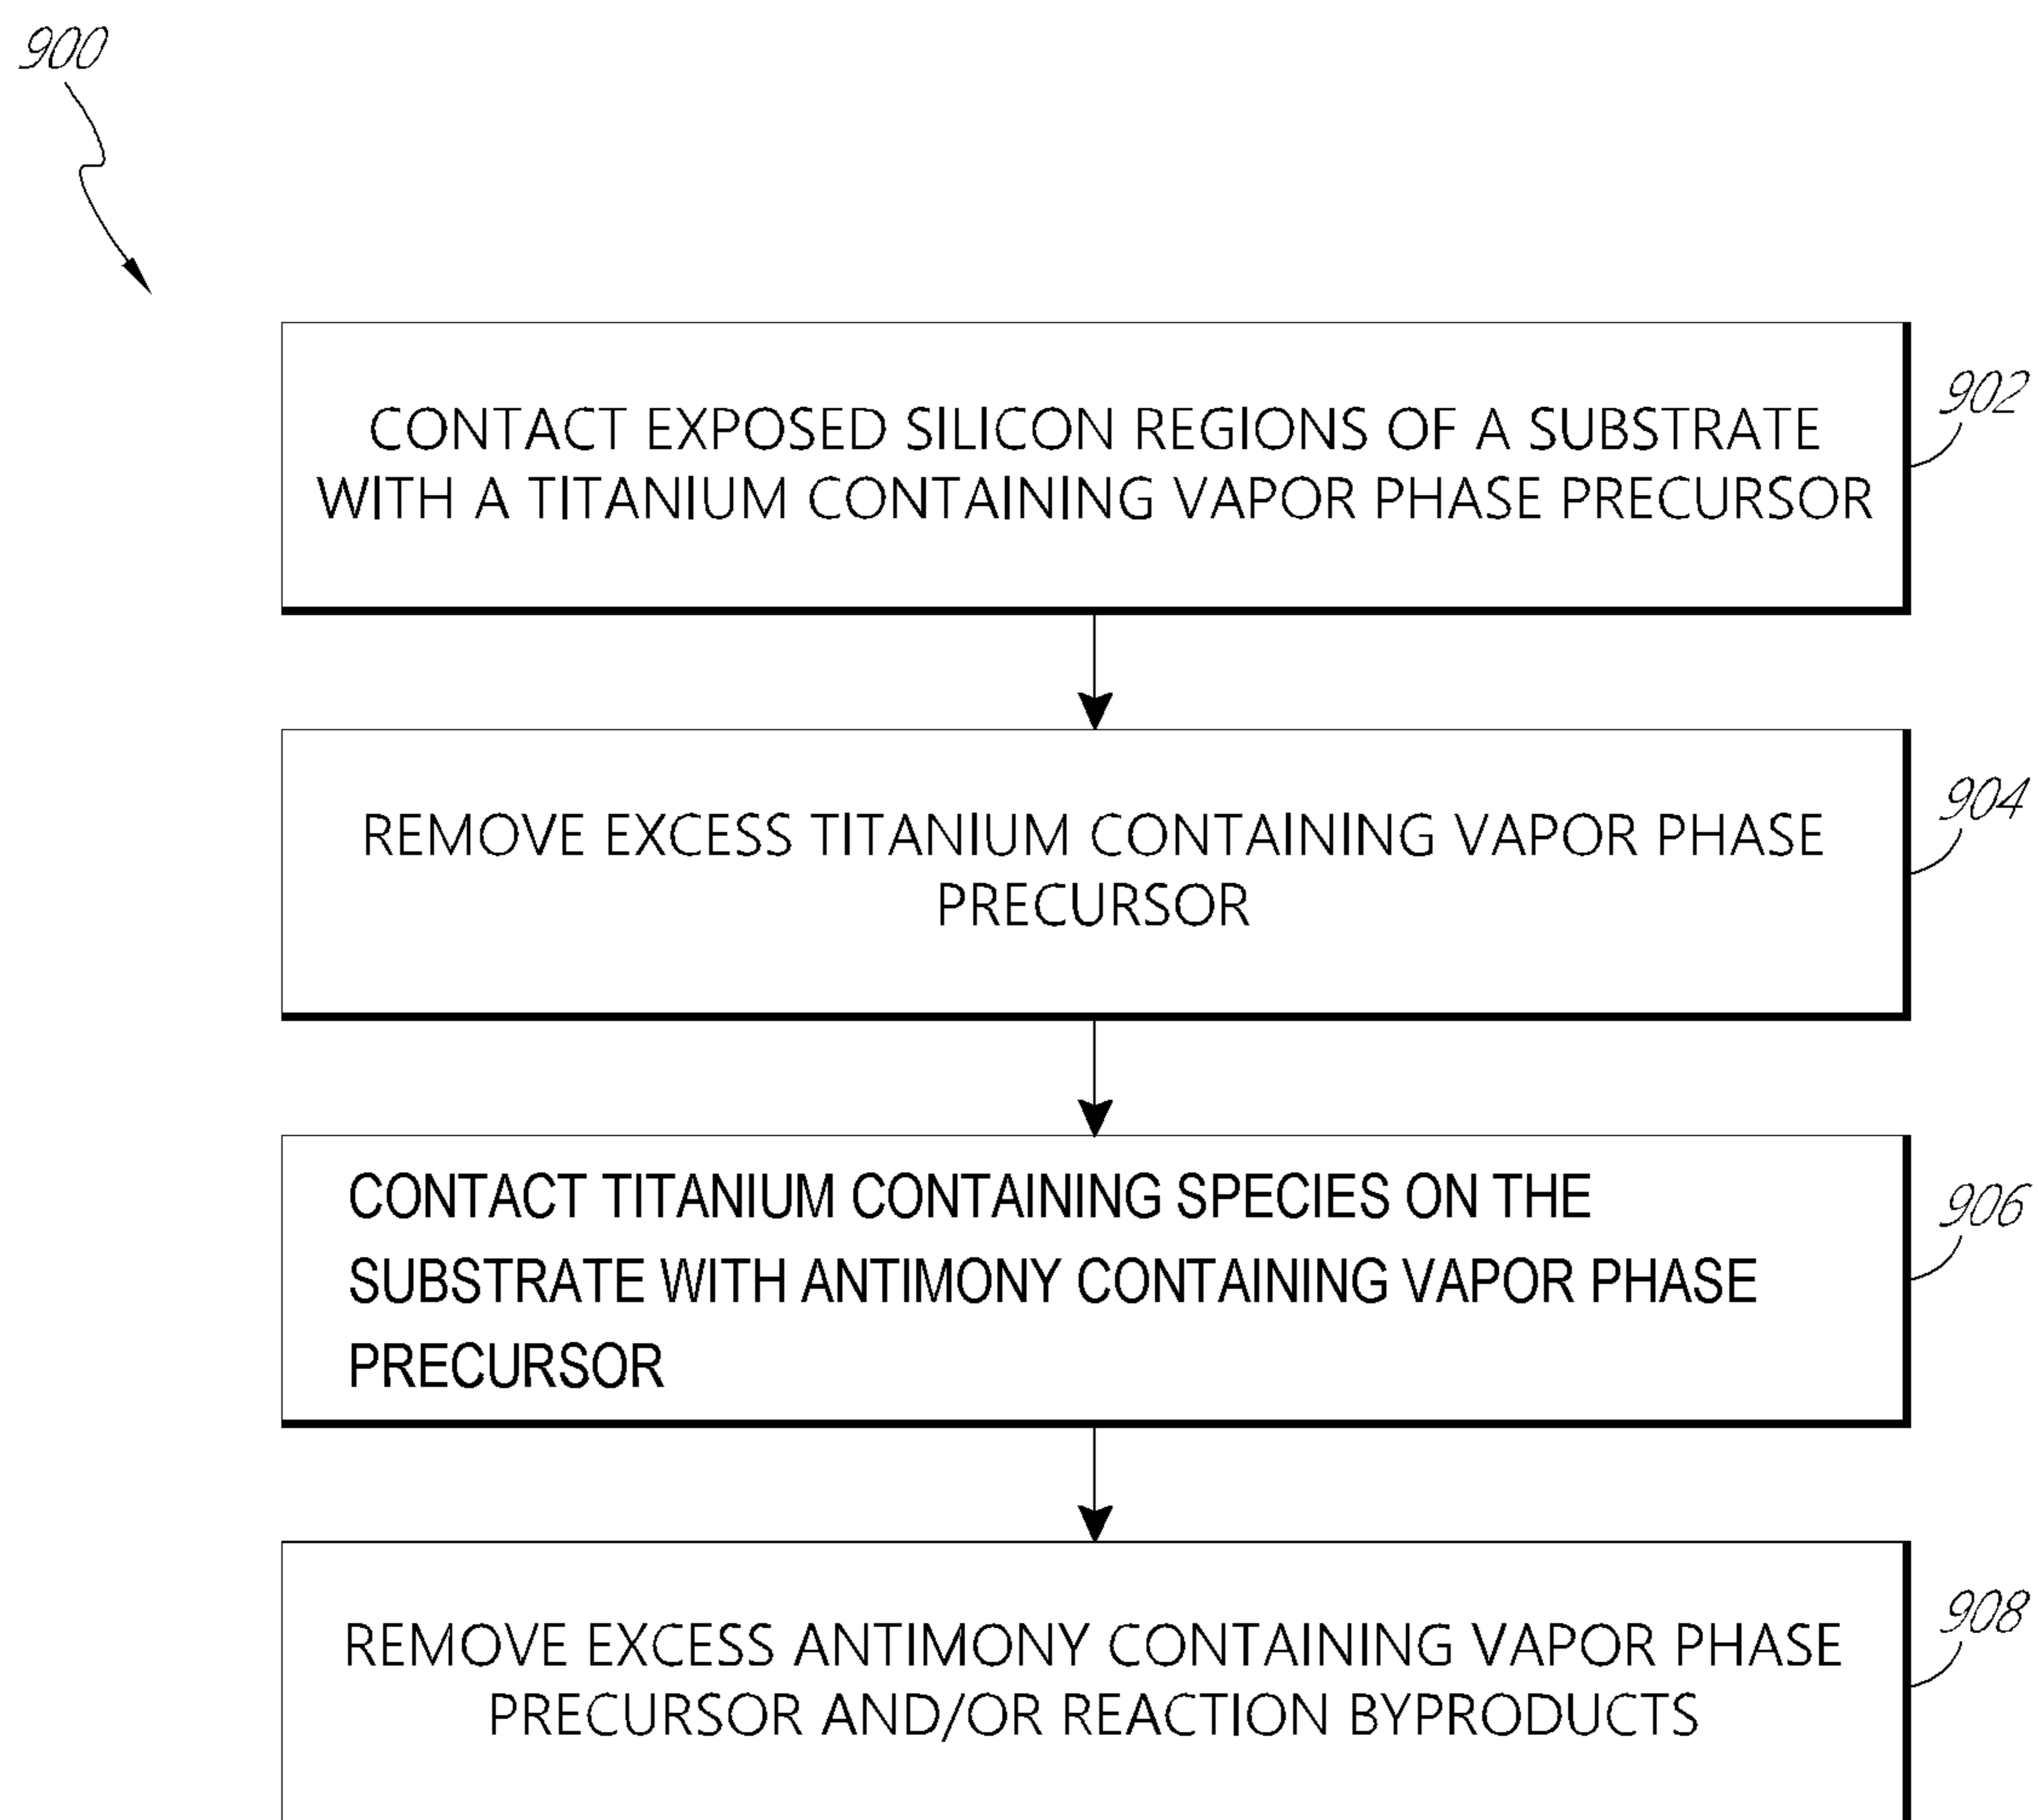 900
CONTACT EXPOSED SILICON REGIONS OF A SUBSTRATE
WITH A TITANIUM CONTAINING VAPOR PHASE PRECURSOR
902
REMOVE EXCESS TITANIUM CONTAINING VAPOR PHASE
PRECURSOR
904
CONTACT TITANIUM CONTAINING SPECIES ON THE
SUBSTRATE WITH ANTIMONY CONTAINING VAPOR PHASE
PRECURSOR
906
REMOVE EXCESS ANTIMONY CONTAINING VAPOR PHASE
PRECURSOR AND/OR REACTION BYPRODUCTS
908